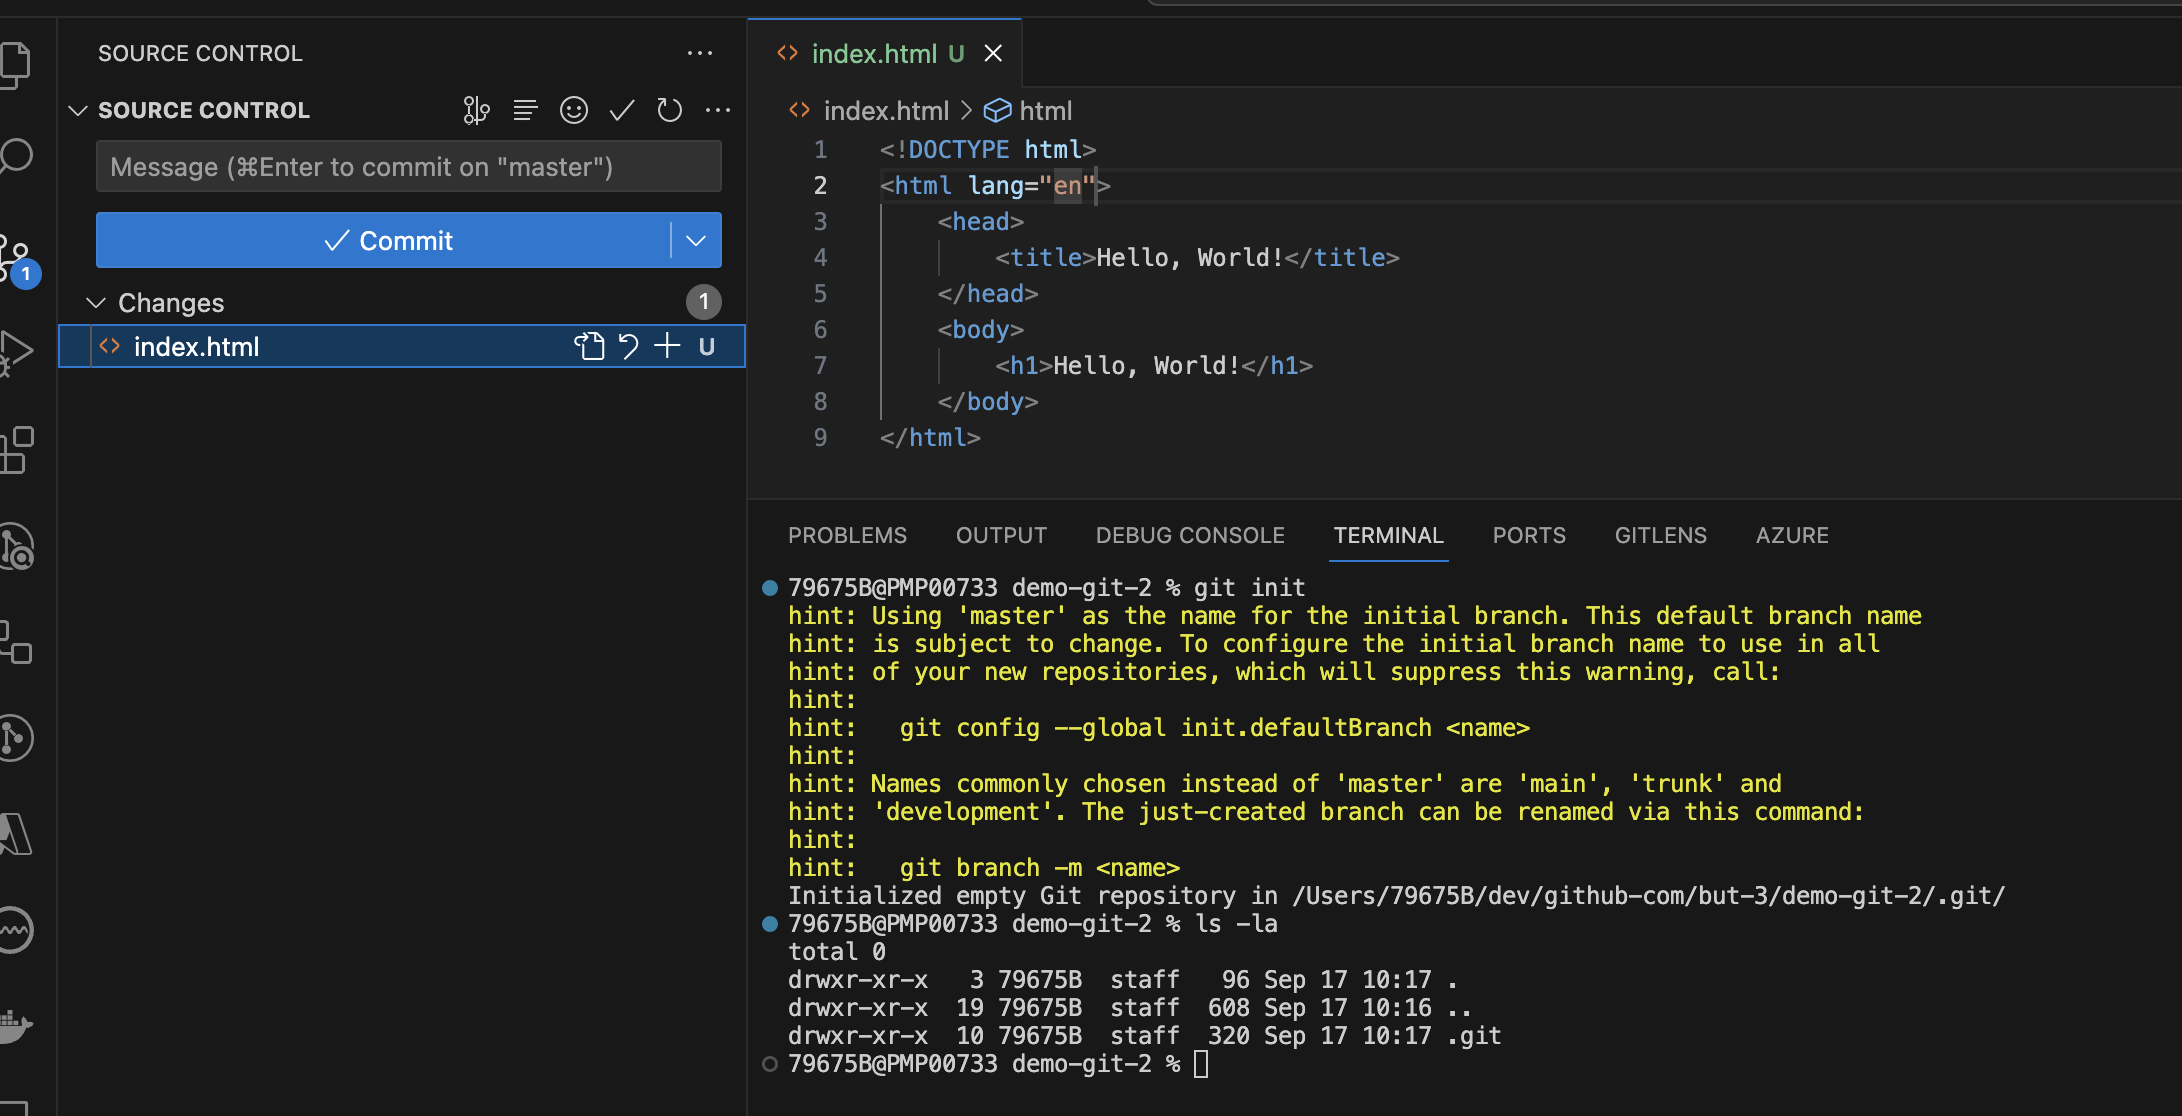 SOURCE CONTROL
SOURCE CONTROL
Message (⌘Enter to commit on "master")
Commit
1
Changes 1
index.html U
index.html U
index.html > html
1 <!DOCTYPE html>
2 <html lang="en">
3 <head>
4 <title>Hello, World!</title>
5 </head>
6 <body>
7 <h1>Hello, World!</h1>
8 </body>
9 </html>
PROBLEMS OUTPUT DEBUG CONSOLE TERMINAL PORTS GITLENS AZURE
79675B@PMP00733 demo-git-2 % git init
hint: Using 'master' as the name for the initial branch. This default branch name
hint: is subject to change. To configure the initial branch name to use in all
hint: of your new repositories, which will suppress this warning, call:
hint:
hint:   git config --global init.defaultBranch <name>
hint:
hint: Names commonly chosen instead of 'master' are 'main', 'trunk' and
hint: 'development'. The just-created branch can be renamed via this command:
hint:
hint:   git branch -m <name>
Initialized empty Git repository in /Users/79675B/dev/github-com/but-3/demo-git-2/.git/
79675B@PMP00733 demo-git-2 % ls -la
total 0
drwxr-xr-x   3 79675B  staff   96 Sep 17 10:17 .
drwxr-xr-x  19 79675B  staff  608 Sep 17 10:16 ..
drwxr-xr-x  10 79675B  staff  320 Sep 17 10:17 .git
79675B@PMP00733 demo-git-2 %